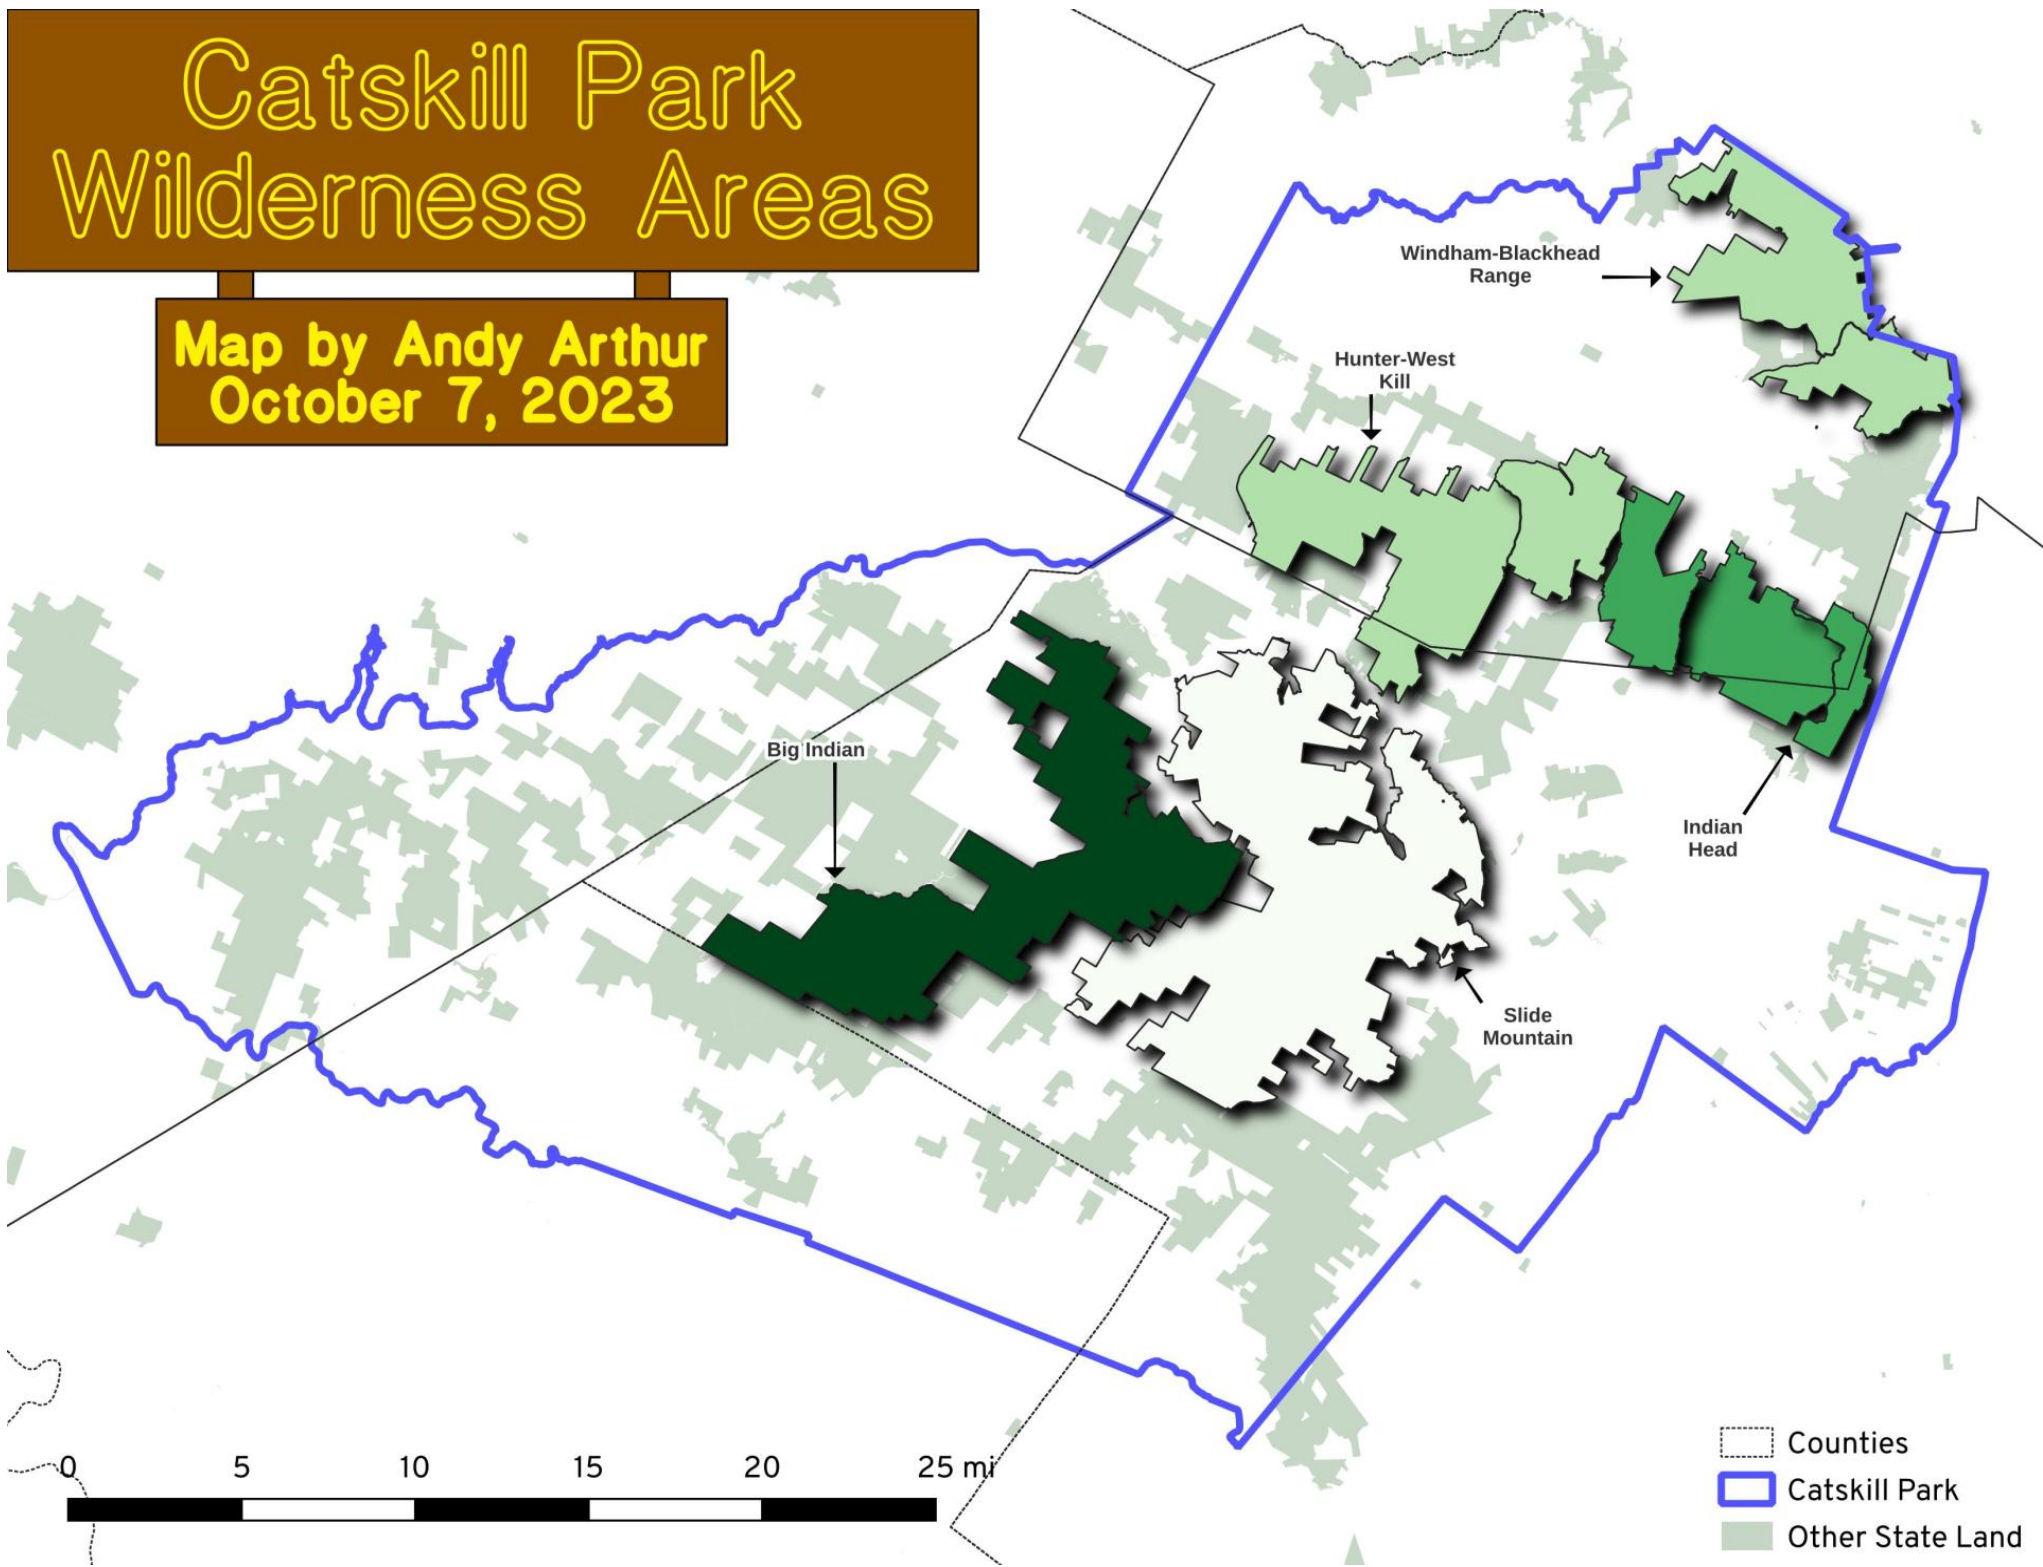 Catskill Park
Wilderness Areas
Map by Andy Arthur
October 7, 2023
Windham-Blackhead
Range
Hunter-West
Kill
Big Indian
Indian
Head
Slide
Mountain
0 5 10 15 20 25 mi
Counties
Catskill Park
Other State Land